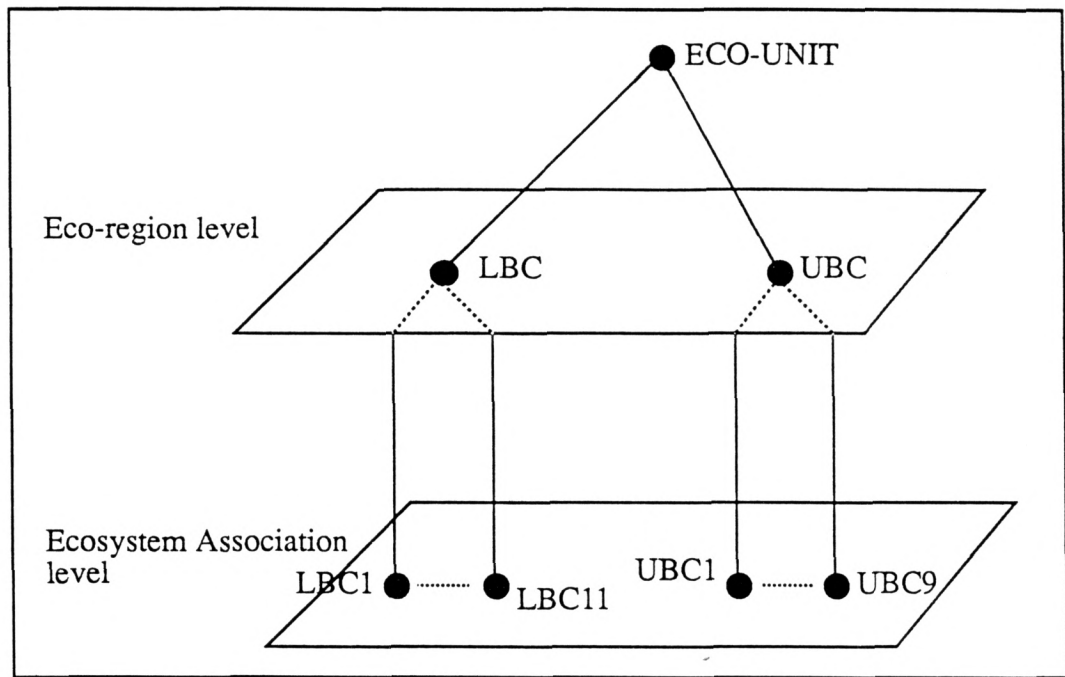 ECO-UNIT
Eco-region level
LBC
UBC
Ecosystem Association
level
LBC1
LBC11
UBC1
UBC9